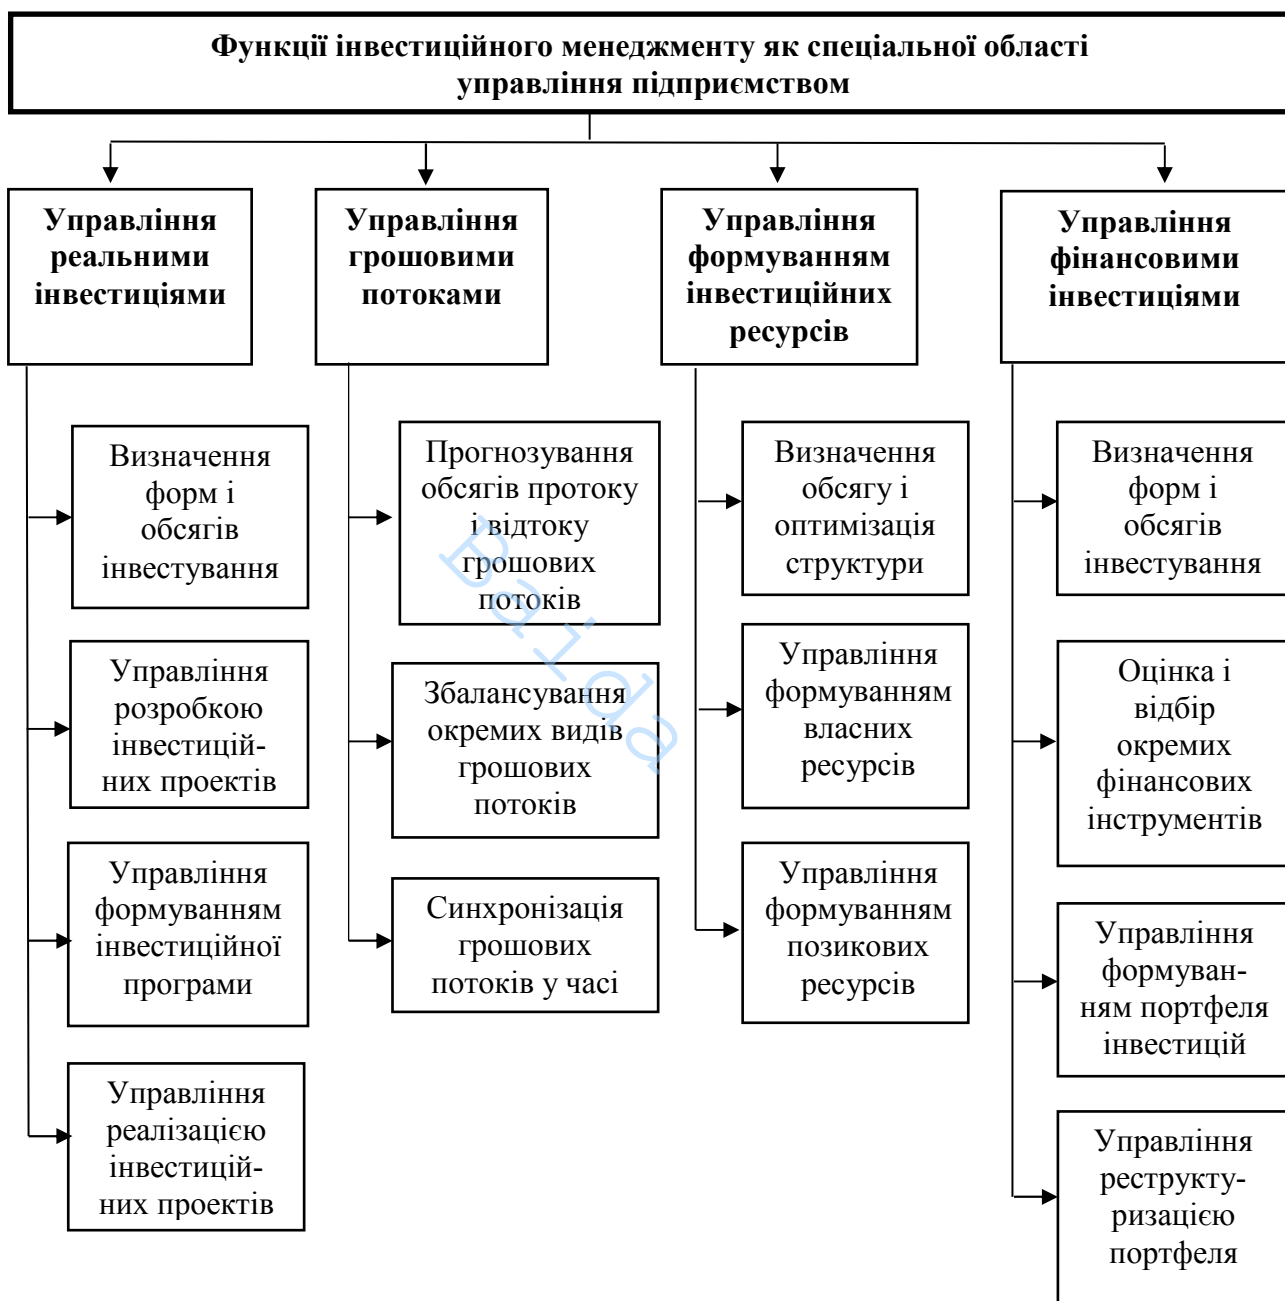 Функції інвестиційного менеджменту як спеціальної області
управління підприємством
Управління
реальними
інвестиціями
Визначення
форм і
обсягів
інвестування
Управління
розробкою
інвестицій-
них проектів
Управління
формуванням
інвестиційної
програми
Управління
реалізацією
інвестицій-
них проектів
Управління
грошовими
потоками
Прогнозування
обсягів протоку
і відтоку
грошових
потоків
Збалансування
окремих видів
грошових
потоків
Синхронізація
грошових
потоків у часі
Управління
формуванням
інвестиційних
ресурсів
Визначення
обсягу і
оптимізація
структури
Управління
формуванням
власних
ресурсів
Управління
формуванням
позикових
ресурсів
Управління
фінансовими
інвестиціями
Визначення
форм і
обсягів
інвестування
Оцінка і
відбір
окремих
фінансових
інструментів
Управління
формуван-
ням портфеля
інвестицій
Управління
реструкту-
ризацією
портфеля
Baida